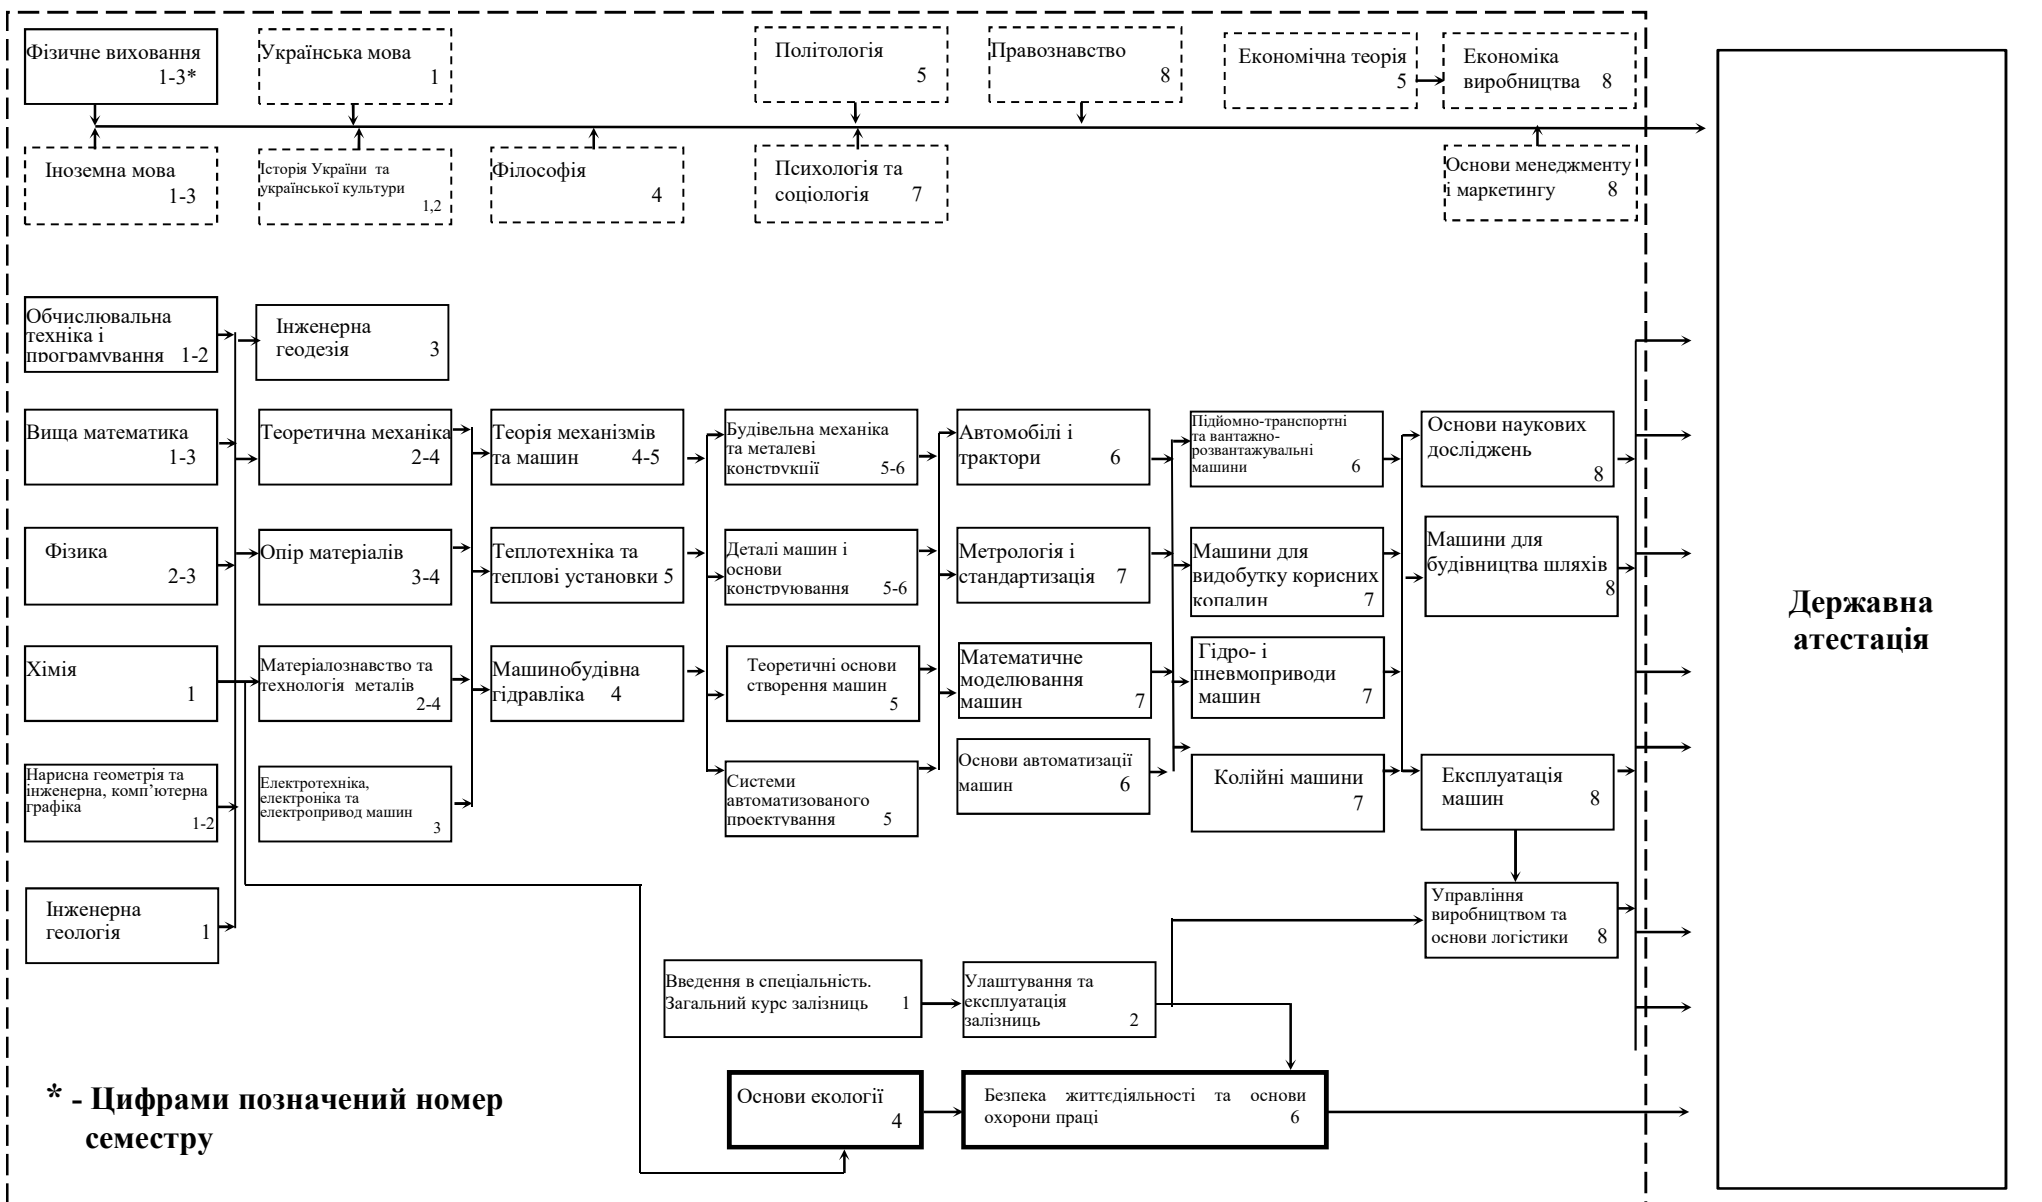 Фізичне виховання
1-3*
Українська мова
1
Політологія
5
Правознавство
8
Економічна теорія
5
Економіка
виробництва 8
Іноземна мова
1-3
Історія України та
української культури
1,2
Філософія
4
Психологія та
соціологія 7
Основи менеджменту
і маркетингу 8
Обчислювальна
техніка і
програмування 1-2
Інженерна
геодезія 3
Вища математика
1-3
Теоретична механіка
2-4
Теорія механізмів
та машин 4-5
Будівельна механіка
та металеві
конструкції 5-6
Автомобілі і
трактори 6
Підйомно-транспортні
та вантажно-
розвантажувальні
машини 6
Основи наукових
досліджень
8
Фізика
2-3
Опір матеріалів
3-4
Теплотехніка та
теплові установки 5
Деталі машин і
основи
конструювання 5-6
Метрологія і
стандартизація 7
Машини для
видобутку корисних
копалин 7
Машини для
будівництва шляхів
8
Державна
атестація
Хімія
1
Матеріалознавство та
технологія металів
2-4
Машинобудівна
гідравліка 4
Теоретичні основи
створення машин
5
Математичне
моделювання
машин 7
Гідро- і
пневмоприводи
машин 7
Нарисна геометрія та
інженерна, комп’ютерна
графіка
1-2
Електротехніка,
електроніка та
електропривод машин
3
Системи
автоматизованого
проектування 5
Основи автоматизації
машин 6
Колійні машини
7
Експлуатація
машин 8
Інженерна
геологія 1
Управління
виробництвом та
основи логістики 8
Введення в спеціальність.
Загальний курс залізниць 1
Улаштування та
експлуатація
залізниць 2
Основи екології
4
Безпека життєдіяльності та основи
охорони праці 6
* - Цифрами позначений номер
семестру